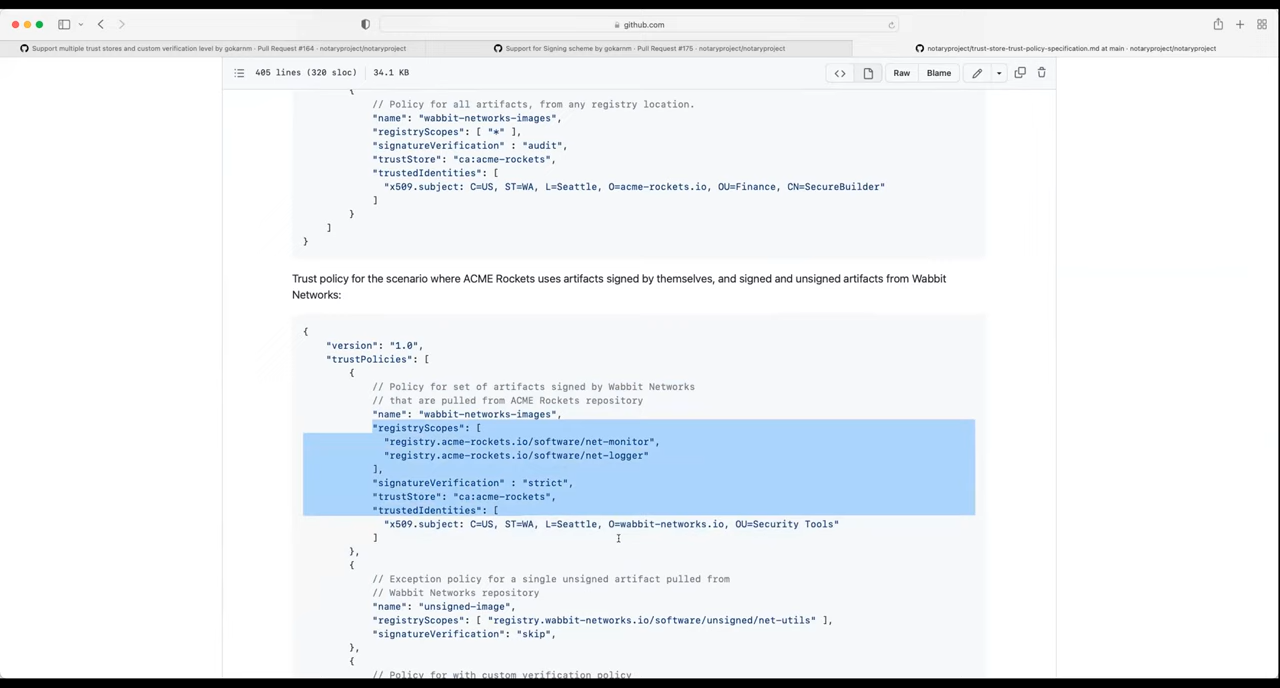 github.com
Support multiple trust stores and custom verification level by gokarnm · Pull Request #164 · notaryproject/notaryproject
Support for Signing scheme by gokarnm · Pull Request #175 · notaryproject/notaryproject
notaryproject/trust-store-trust-policy-specification.md at main · notaryproject/notaryproject
405 lines (320 sloc) 34.1 KB
Raw
Blame
{
// Policy for all artifacts, from any registry location.
"name": "wabbit-networks-images",
"registryScopes": [ "*" ],
"signatureVerification" : "audit",
"trustStore": "ca:acme-rockets",
"trustedIdentities": [
"x509.subject: C=US, ST=WA, L=Seattle, O=acme-rockets.io, OU=Finance, CN=SecureBuilder"
]
}
]
}
Trust policy for the scenario where ACME Rockets uses artifacts signed by themselves, and signed and unsigned artifacts from Wabbit
Networks:
{
"version": "1.0",
"trustPolicies": [
{
// Policy for set of artifacts signed by Wabbit Networks
// that are pulled from ACME Rockets repository
"name": "wabbit-networks-images",
"registryScopes": [
"registry.acme-rockets.io/software/net-monitor",
"registry.acme-rockets.io/software/net-logger"
],
"signatureVerification" : "strict",
"trustStore": "ca:acme-rockets",
"trustedIdentities": [
"x509.subject: C=US, ST=WA, L=Seattle, O=wabbit-networks.io, OU=Security Tools"
]
},
{
// Exception policy for a single unsigned artifact pulled from
// Wabbit Networks repository
"name": "unsigned-image",
"registryScopes": [ "registry.wabbit-networks.io/software/unsigned/net-utils" ],
"signatureVerification": "skip",
},
{
// Policy for with custom verification policy